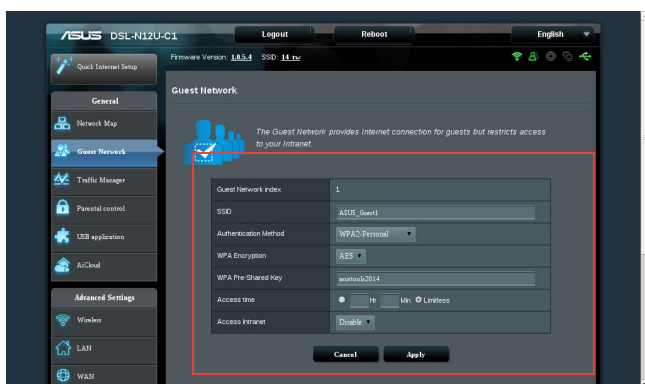 ASUS DSL-N12U-C1 Logout Reboot English
Quick Internet Setup
Firmware Version: 1.0.5.4 SSID: 14_tw
General
Network Map
Guest Network
Traffic Manager
Parental control
USB application
AiCloud
Advanced Settings
Wireless
LAN
WAN
Guest Network
The Guest Network provides Internet connection for guests but restricts access
to your Intranet.
Guest Network index 1
SSID ASUS_Guest1
Authentication Method WPA2-Personal
WPA Encryption AES
WPA Pre-Shared Key asustools2014
Access time Hr Min Limitless
Access Intranet Disable
Cancel Apply